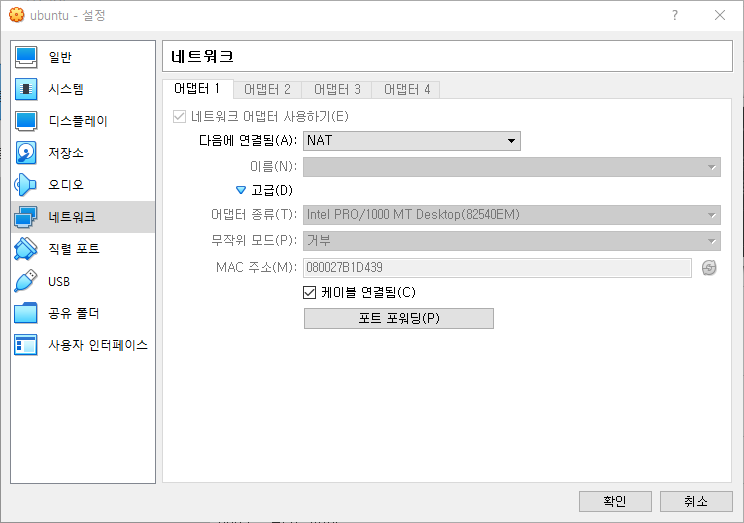 ubuntu - 설정
?
일반
시스템
디스플레이
저장소
오디오
네트워크
직렬 포트
USB
공유 폴더
사용자 인터페이스
네트워크
어댑터 1 어댑터 2 어댑터 3 어댑터 4
네트워크 어댑터 사용하기(E)
다음에 연결됨(A): NAT
이름(N):
고급(D)
어댑터 종류(T): Intel PRO/1000 MT Desktop(82540EM)
무작위 모드(P): 거부
MAC 주소(M): 080027B1D439
케이블 연결됨(C)
포트 포워딩(P)
확인 취소